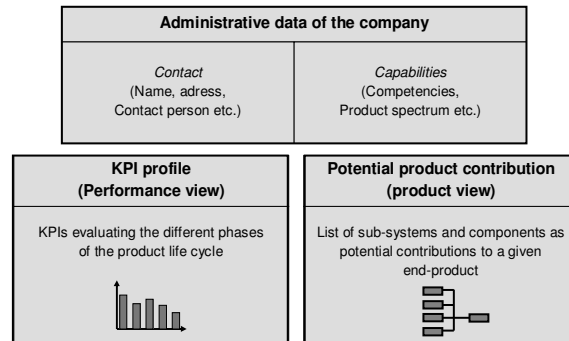 Administrative data of the company
Contact
(Name, adress,
Contact person etc.)
Capabilities
(Competencies,
Product spectrum etc.)
KPI profile
(Performance view)
KPIs evaluating the different phases
of the product life cycle
Potential product contribution
(product view)
List of sub-systems and components as
potential contributions to a given
end-product